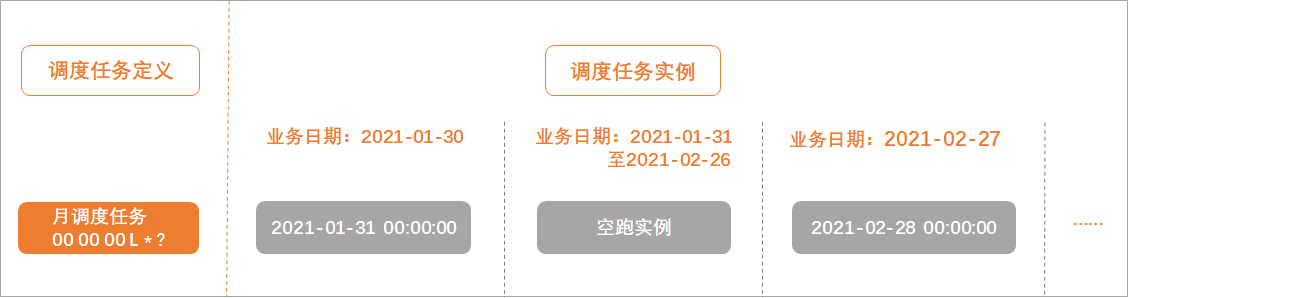 调度任务定义
调度任务实例
业务日期：2021-01-30
业务日期：2021-01-31
至2021-02-26
业务日期：2021-02-27
月调度任务
00 00 00 L * ?
2021-01-31 00:00:00
空跑实例
2021-02-28 00:00:00
……